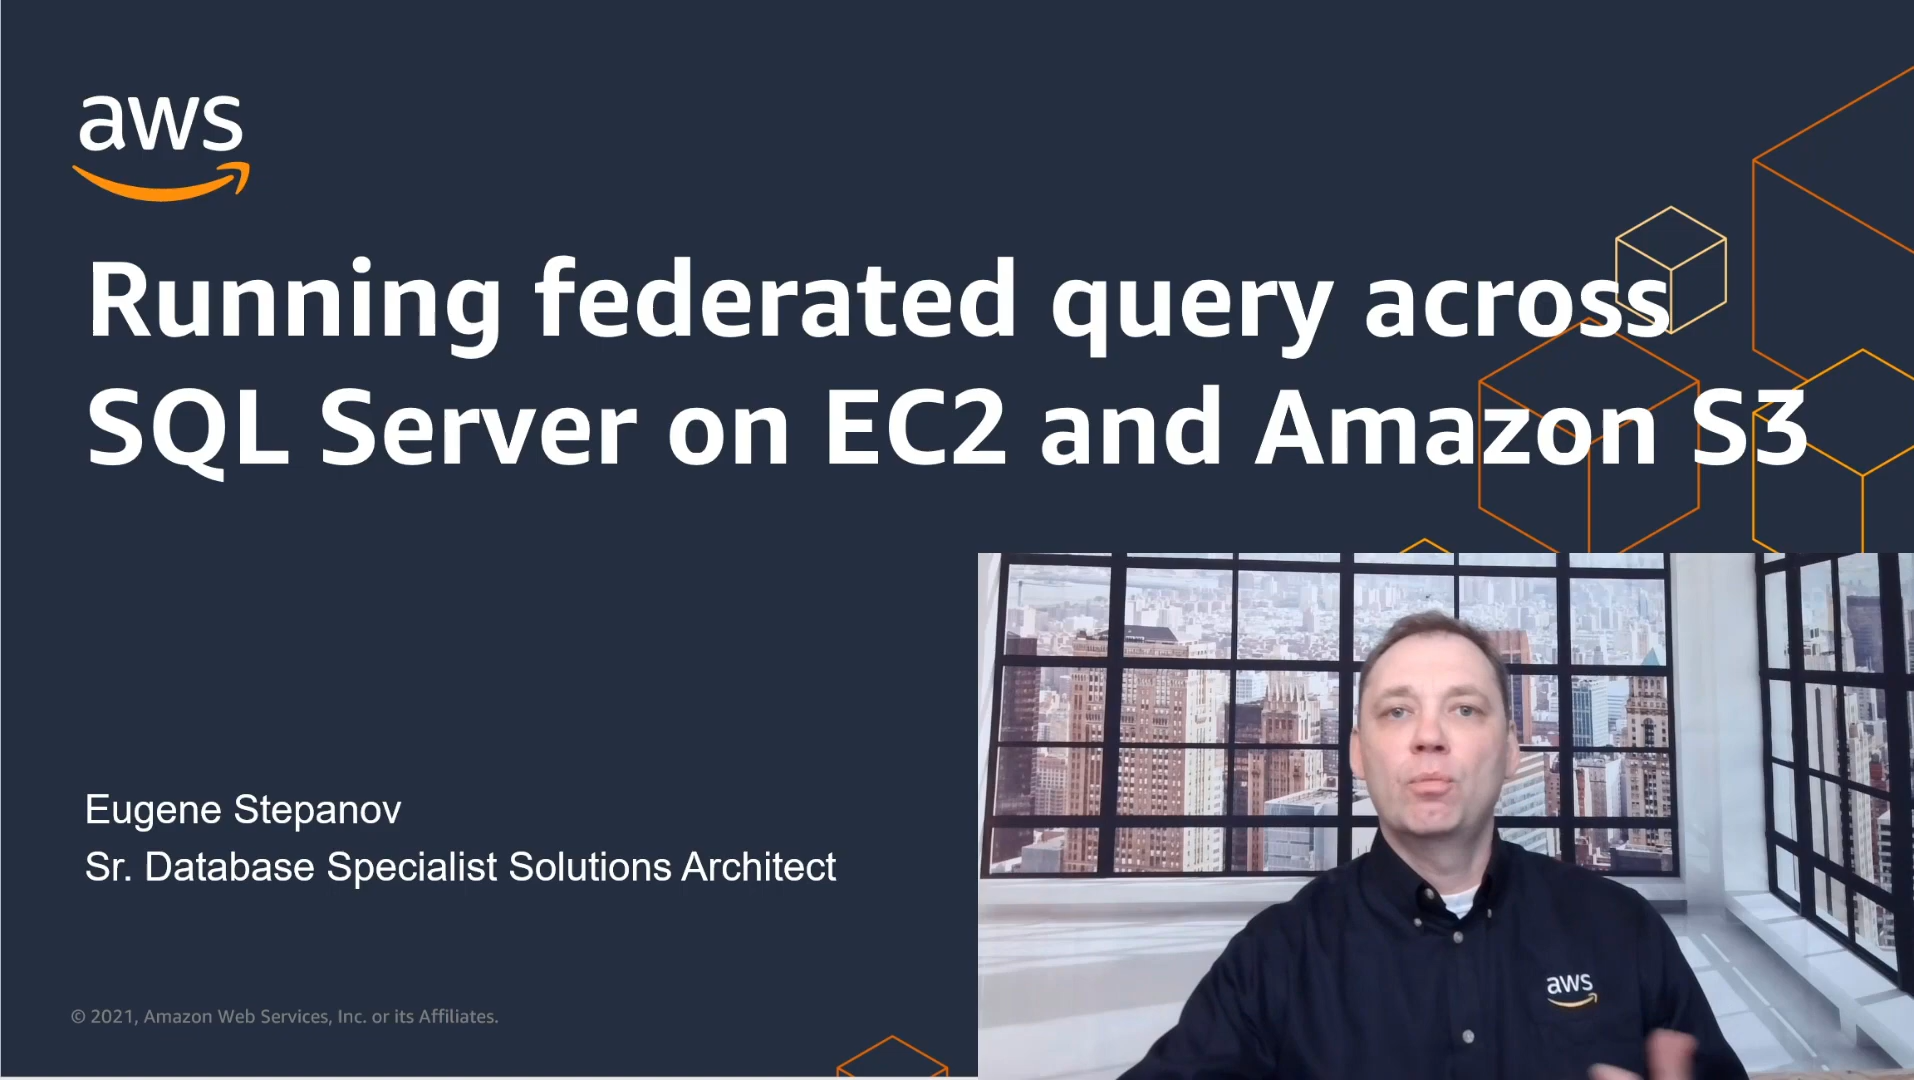 aws
Running federated query across
SQL Server on EC2 and Amazon S3
Eugene Stepanov
Sr. Database Specialist Solutions Architect
© 2021, Amazon Web Services, Inc. or its Affiliates.
aws